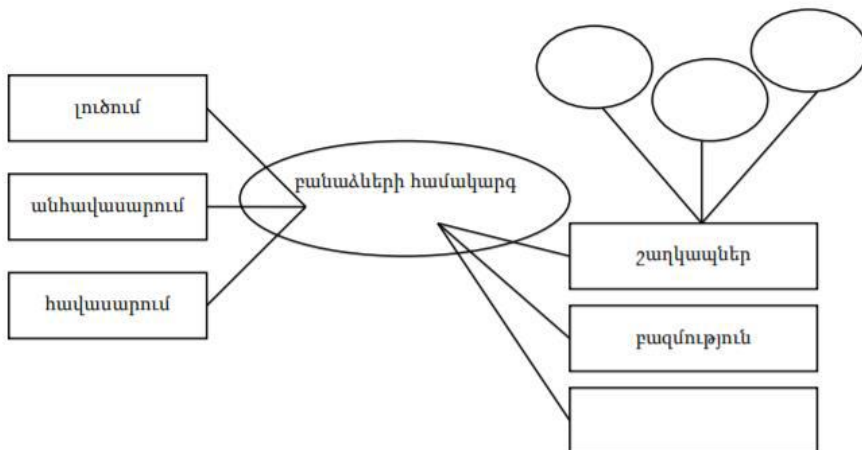 լուծում
անհավասարում
հավասարում
բանաձևերի համակարգ
շաղկապներ
բազմություն